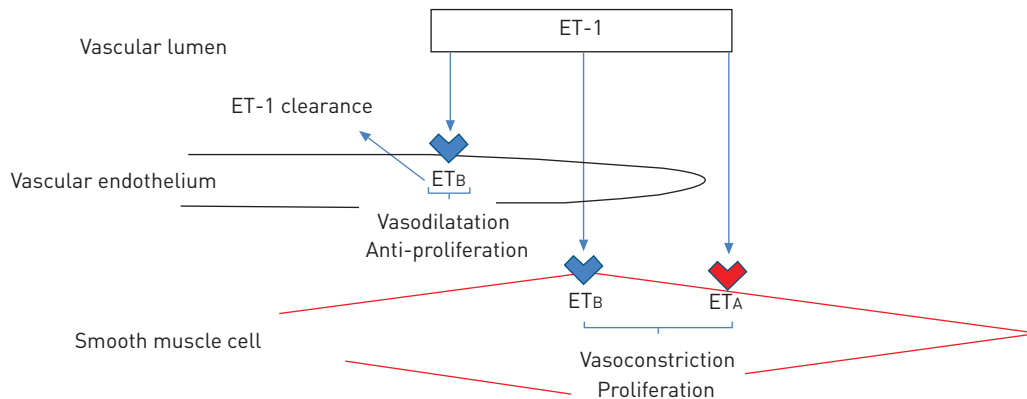 ET-1
Vascular lumen
ET-1 clearance
Vascular endothelium
ETB
Vasodilatation
Anti-proliferation
ETB
ETA
Smooth muscle cell
Vasoconstriction
Proliferation